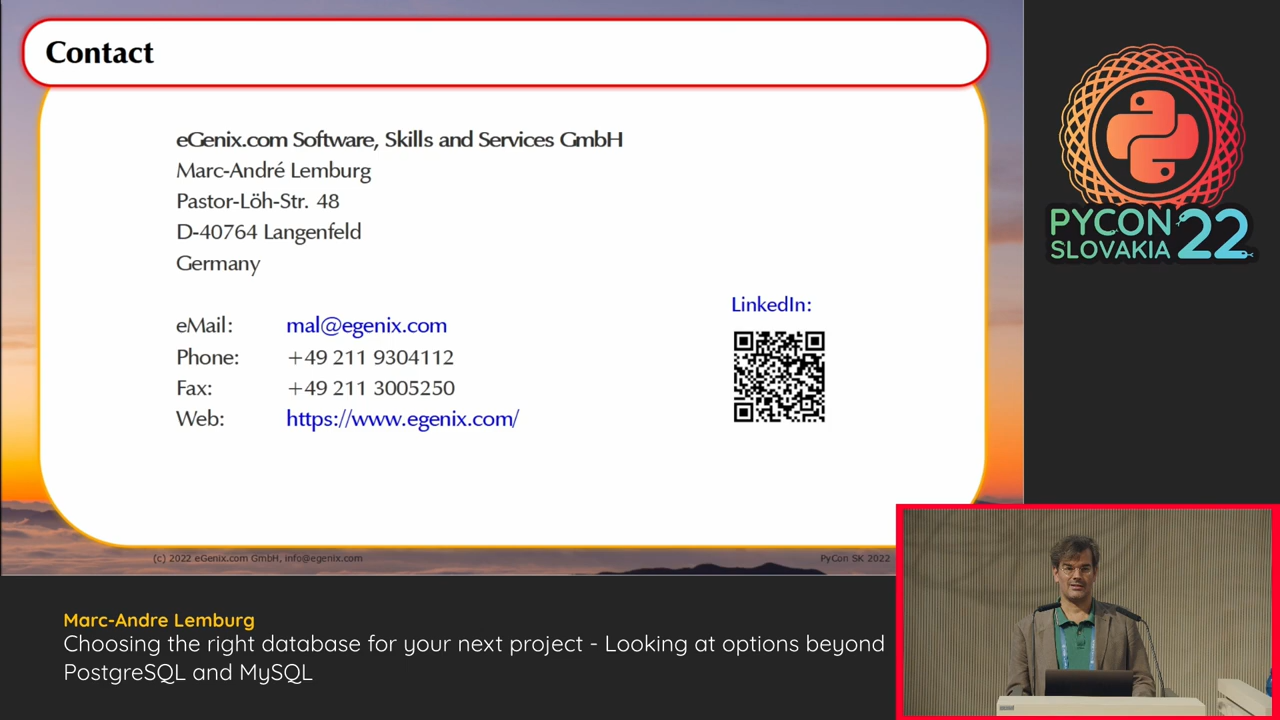 Contact
eGenix.com Software, Skills and Services GmbH
Marc-André Lemburg
Pastor-Löh-Str. 48
D-40764 Langenfeld
Germany
eMail: mal@egenix.com
Phone: +49 211 9304112
Fax: +49 211 3005250
Web: https://www.egenix.com/
LinkedIn:
(c) 2022 eGenix.com GmbH, info@egenix.com
PyCon SK 2022
PYCON 22
SLOVAKIA
Marc-Andre Lemburg
Choosing the right database for your next project - Looking at options beyond
PostgreSQL and MySQL